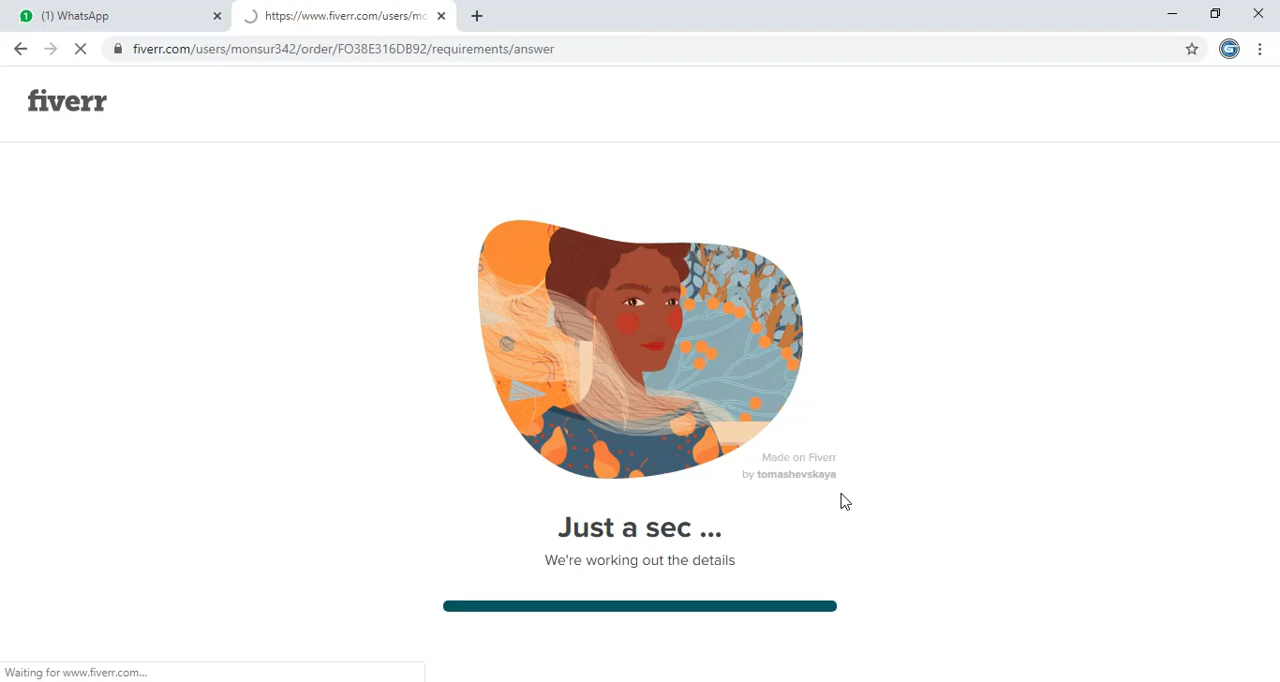 1
(1) WhatsApp
https://www.fiverr.com/users/mo
fiverr.com/users/monsur342/order/FO38E316DB92/requirements/answer
G
fiverr
Made on Fiverr
by tomashevskaya
Just a sec ...
We're working out the details
Waiting for www.fiverr.com...